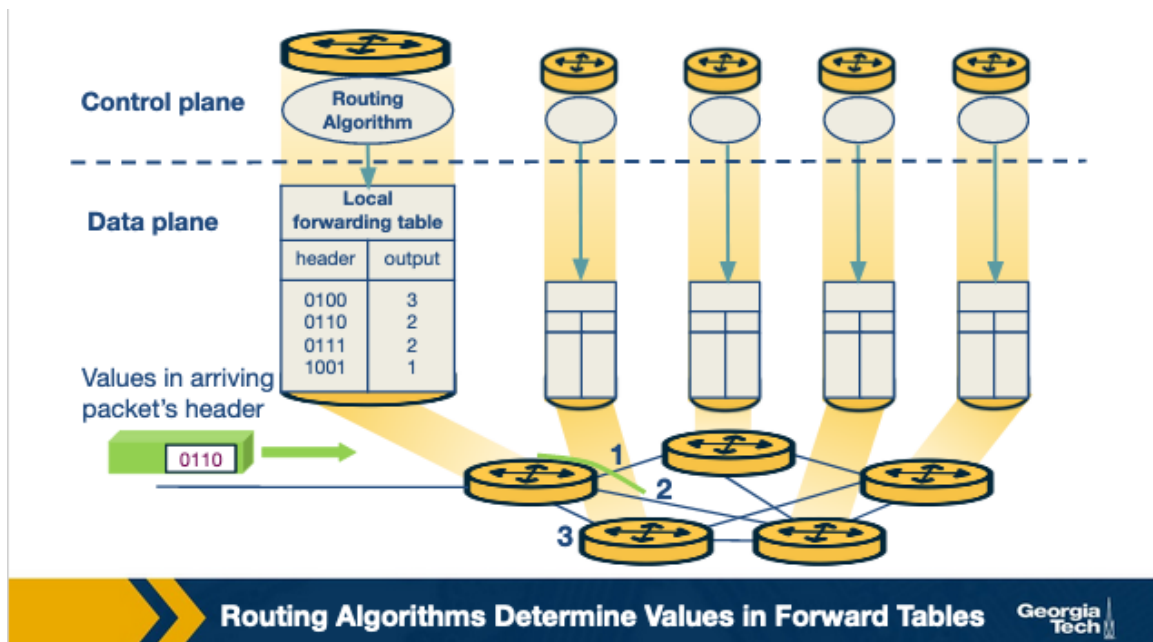 Control plane
Routing
Algorithm
Data plane
Local
forwarding table
header output
0100 3
0110 2
0111 2
1001 1
Values in arriving
packet's header
0110
1
2
3
Routing Algorithms Determine Values in Forward Tables
Georgia
Tech